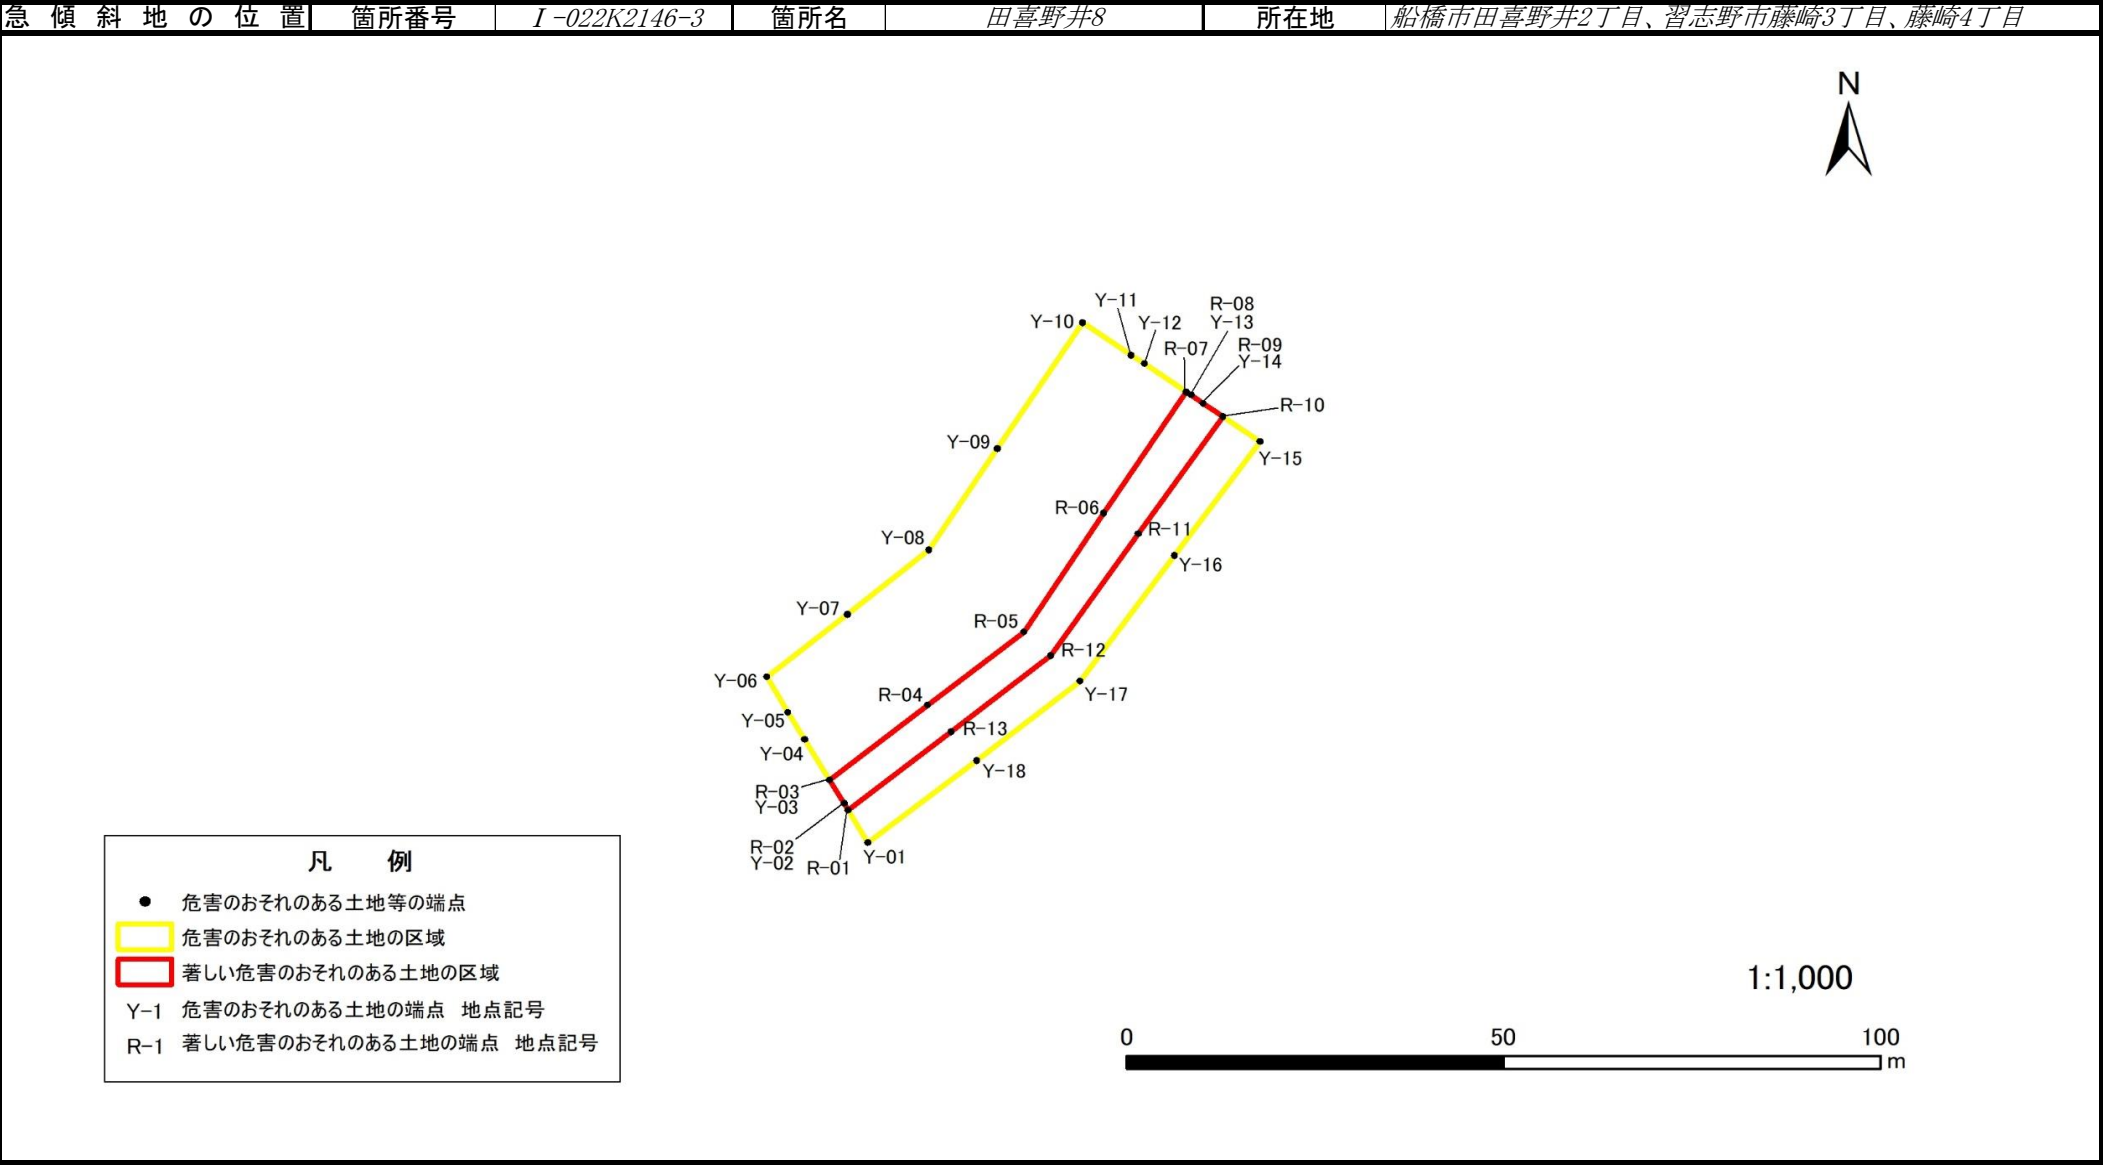 急傾斜地の位置 箇所番号 Ⅰ-022K2146-3 箇所名 田喜野井8 所在地 船橋市田喜野井2丁目、習志野市藤崎3丁目、藤崎4丁目
N
Y-11
R-08
Y-10
Y-12
Y-13
R-07
R-09
Y-14
R-10
Y-09
Y-15
R-06
R-11
Y-08
Y-16
Y-07
R-05
R-12
Y-06
R-04
Y-17
Y-05
R-13
Y-04
Y-18
R-03
Y-03
R-02
Y-02
R-01
Y-01
凡 例
危害のおそれのある土地等の端点
危害のおそれのある土地の区域
著しい危害のおそれのある土地の区域
Y-1 危害のおそれのある土地の端点 地点記号
R-1 著しい危害のおそれのある土地の端点 地点記号
1:1,000
0 50 100
m